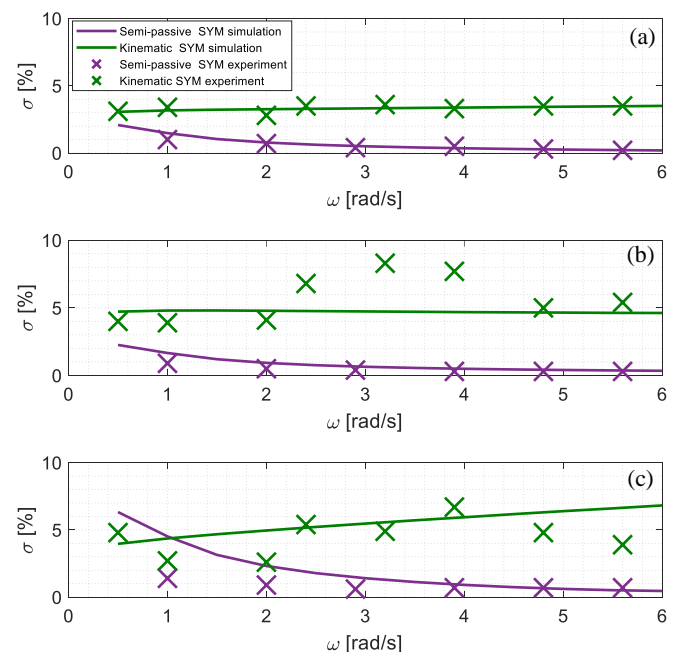 10
5
0
σ [%]
Semi-passive SYM simulation
Kinematic SYM simulation
Semi-passive SYM experiment
Kinematic SYM experiment
(a)
0 1 2 3 4 5 6
ω [rad/s]
10
5
0
σ [%]
(b)
0 1 2 3 4 5 6
ω [rad/s]
10
5
0
σ [%]
(c)
0 1 2 3 4 5 6
ω [rad/s]